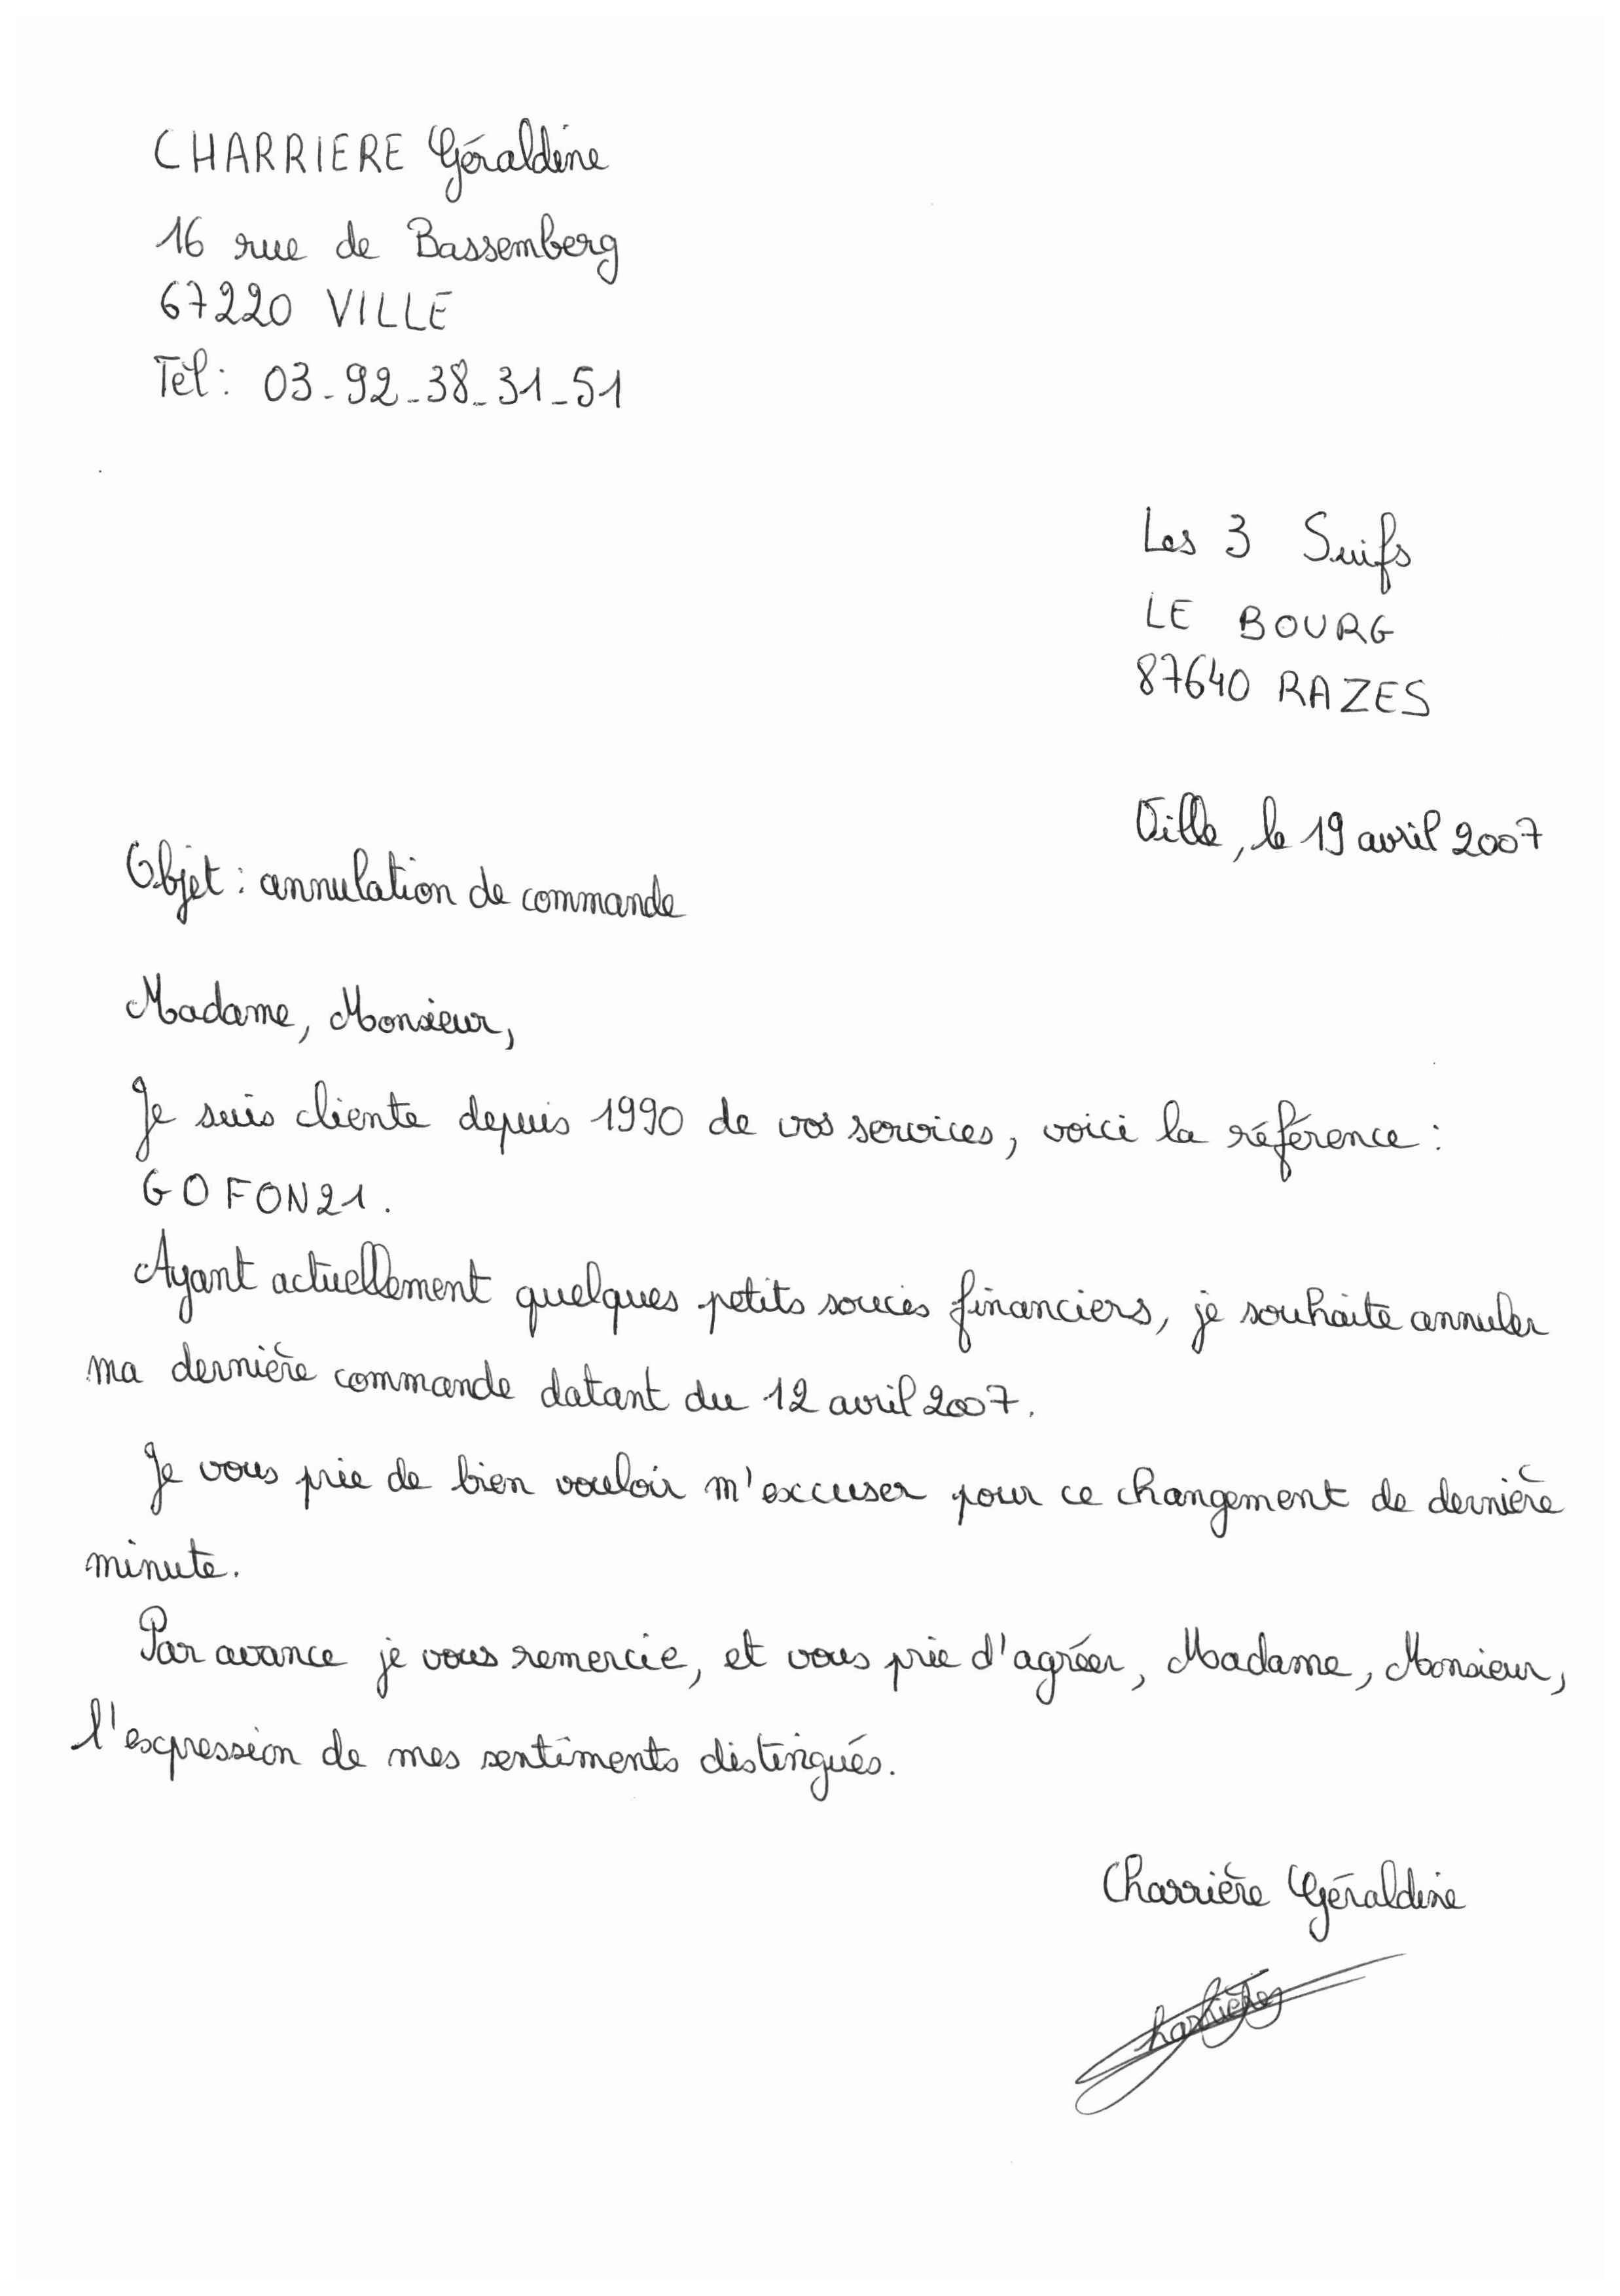 CHARRIERE Géraldine
16 rue de Bassemberg
67220 VILLE
Tél: 03-92-38-31-51
Les 3 Suifs
LE BOURG
87640 RAZES
Ville, le 19 avril 2007
Objet : annulation de commande
Madame, Monsieur,
Je suis cliente depuis 1990 de vos services, voici la référence :
GOFON21.
Ayant actuellement quelques petits soucis financiers, je souhaite annuler
ma dernière commande datant du 12 avril 2007.
Je vous prie de bien vouloir m'excuser pour ce changement de dernière
minute.
Par avance je vous remercie, et vous prie d'agréer, Madame, Monsieur,
l'expression de mes sentiments distingués.
Charrière Géraldine